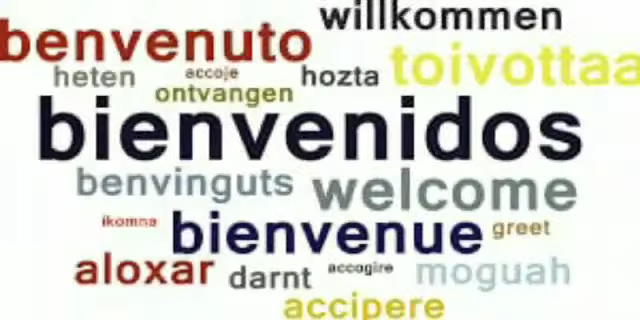 willkommen
benvenuto
heten accoje hozta toivottaa
ontvangen
bienvenidos
benvinguts welcome
ikomna bienvenue greet
aloxar darnt accogire moguah
accipere